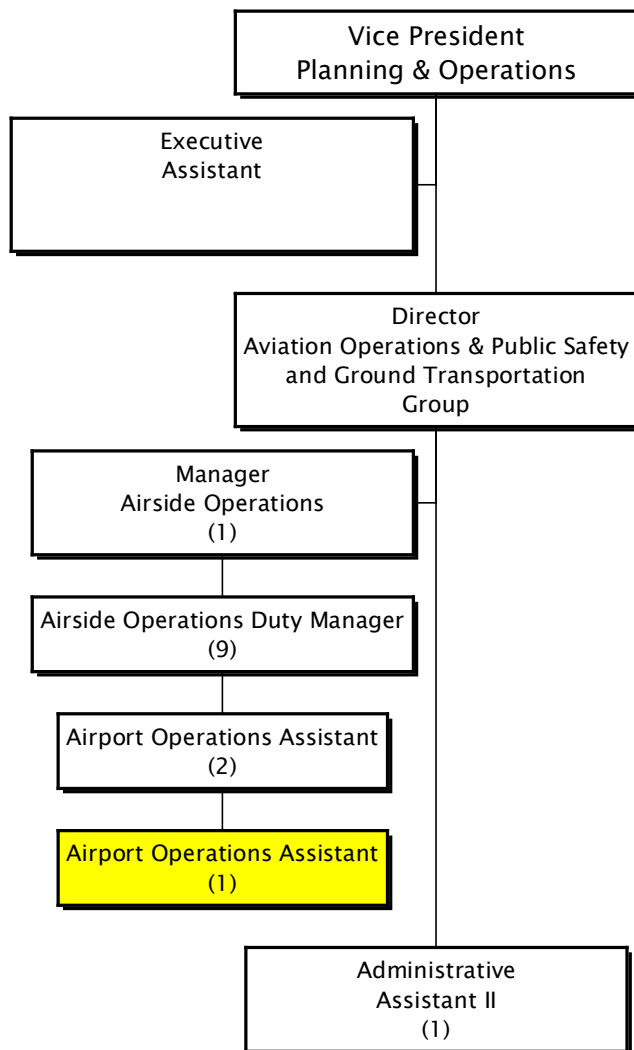 Vice President
Planning & Operations
Executive
Assistant
Director
Aviation Operations & Public Safety
and Ground Transportation
Group
Manager
Airside Operations
(1)
Airside Operations Duty Manager
(9)
Airport Operations Assistant
(2)
Airport Operations Assistant
(1)
Administrative
Assistant II
(1)